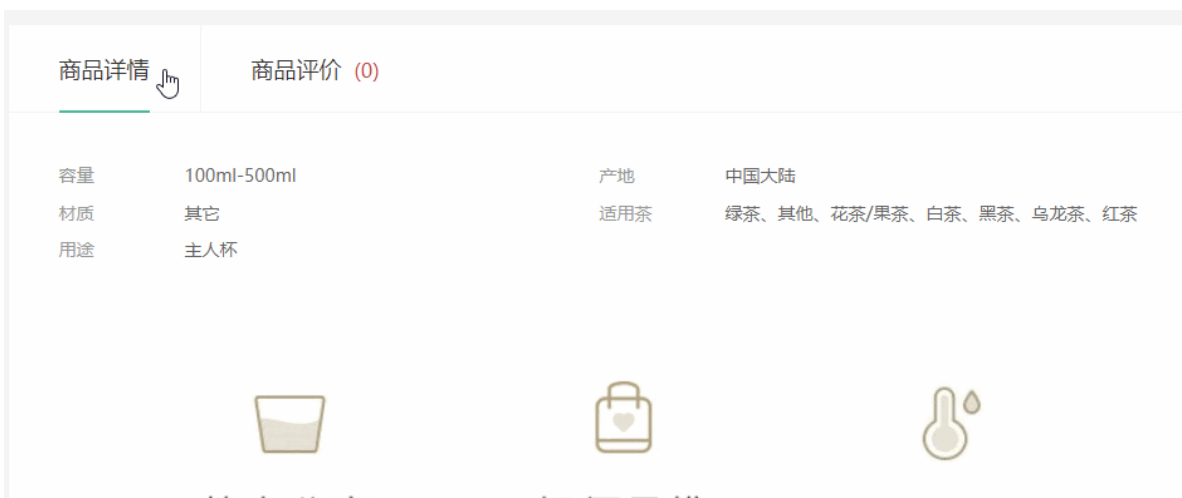 商品详情 商品评价 (0)
容量 100ml-500ml 产地 中国大陆
材质 其它 适用茶 绿茶、其他、花茶/果茶、白茶、黑茶、乌龙茶、红茶
用途 主人杯